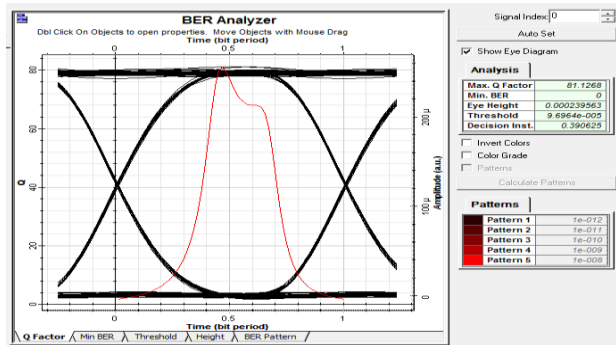 BER Analyzer
Dbl Click On Objects to open properties. Move Objects with Mouse Drag
Time (bit period)
0 0.5 1
80
60
40
20
0
Q
200 µ
100 µ
0
Amplitude (a.u.)
0 0.5 1
Time (bit period)
Q Factor Min BER Threshold Height BER Pattern
Signal Index: 0
Auto Set
Show Eye Diagram
Analysis
Max. Q Factor 81.1268
Min. BER 0
Eye Height 0.000239563
Threshold 9.6964e-005
Decision Inst. 0.390625
Invert Colors
Color Grade
Patterns
Calculate Patterns
Patterns
Pattern 1 1e-012
Pattern 2 1e-011
Pattern 3 1e-010
Pattern 4 1e-009
Pattern 5 1e-008